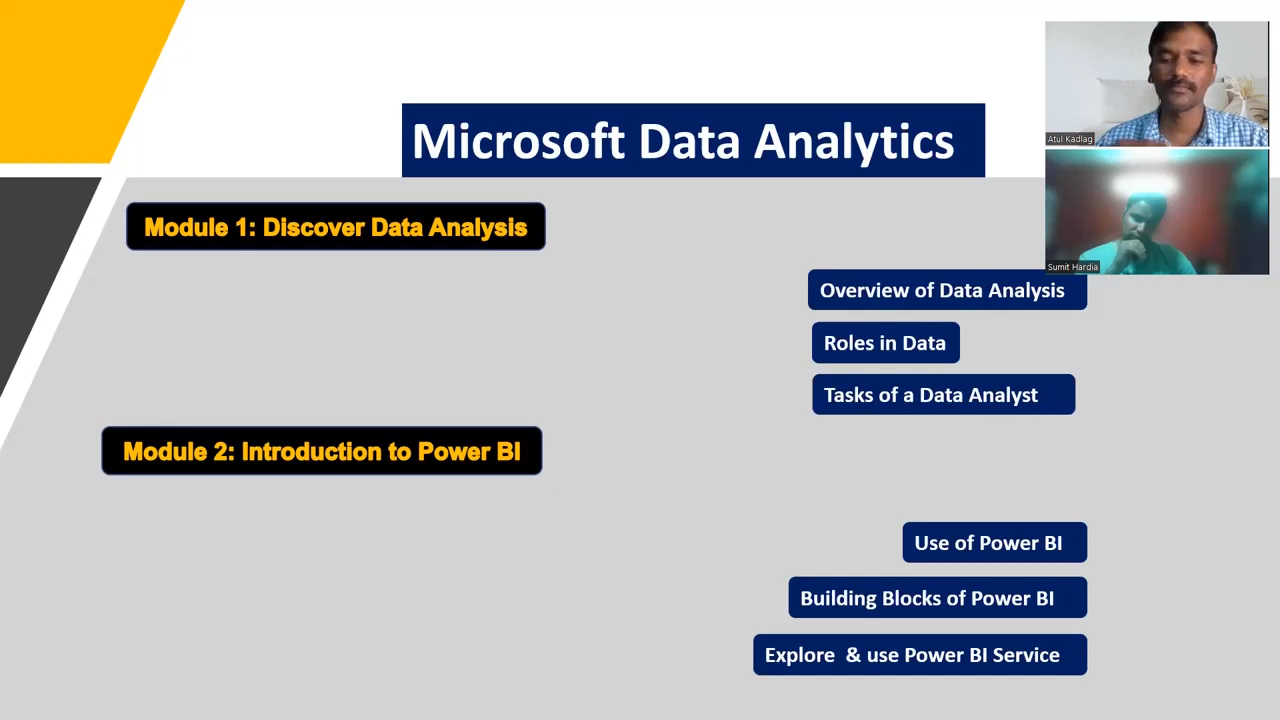 Microsoft Data Analytics
Atul Kadlag
Module 1: Discover Data Analysis
Sumit Hardia
Overview of Data Analysis
Roles in Data
Tasks of a Data Analyst
Module 2: Introduction to Power BI
Use of Power BI
Building Blocks of Power BI
Explore & use Power BI Service